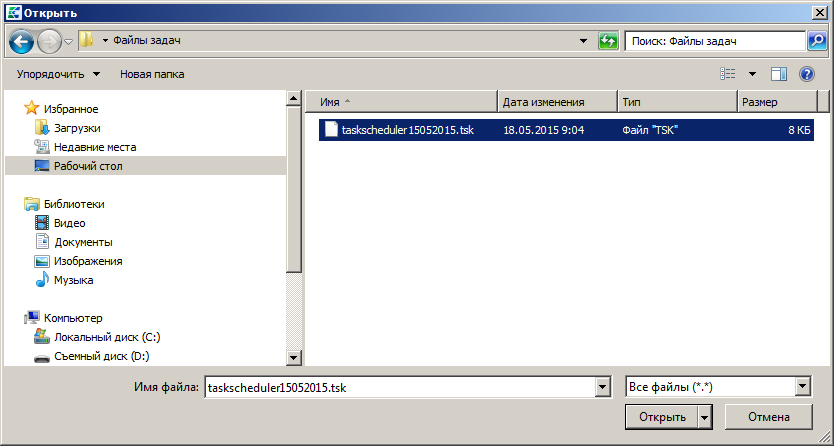 Открыть
Файлы задач
Поиск: Файлы задач
Упорядочить Новая папка
Имя Дата изменения Тип Размер
taskscheduler15052015.tsk 18.05.2015 9:04 Файл "TSK" 8 КБ
Избранное
Загрузки
Недавние места
Рабочий стол
Библиотеки
Видео
Документы
Изображения
Музыка
Компьютер
Локальный диск (C:)
Съемный диск (D:)
Имя файла: taskscheduler15052015.tsk Все файлы (*.*)
Открыть Отмена